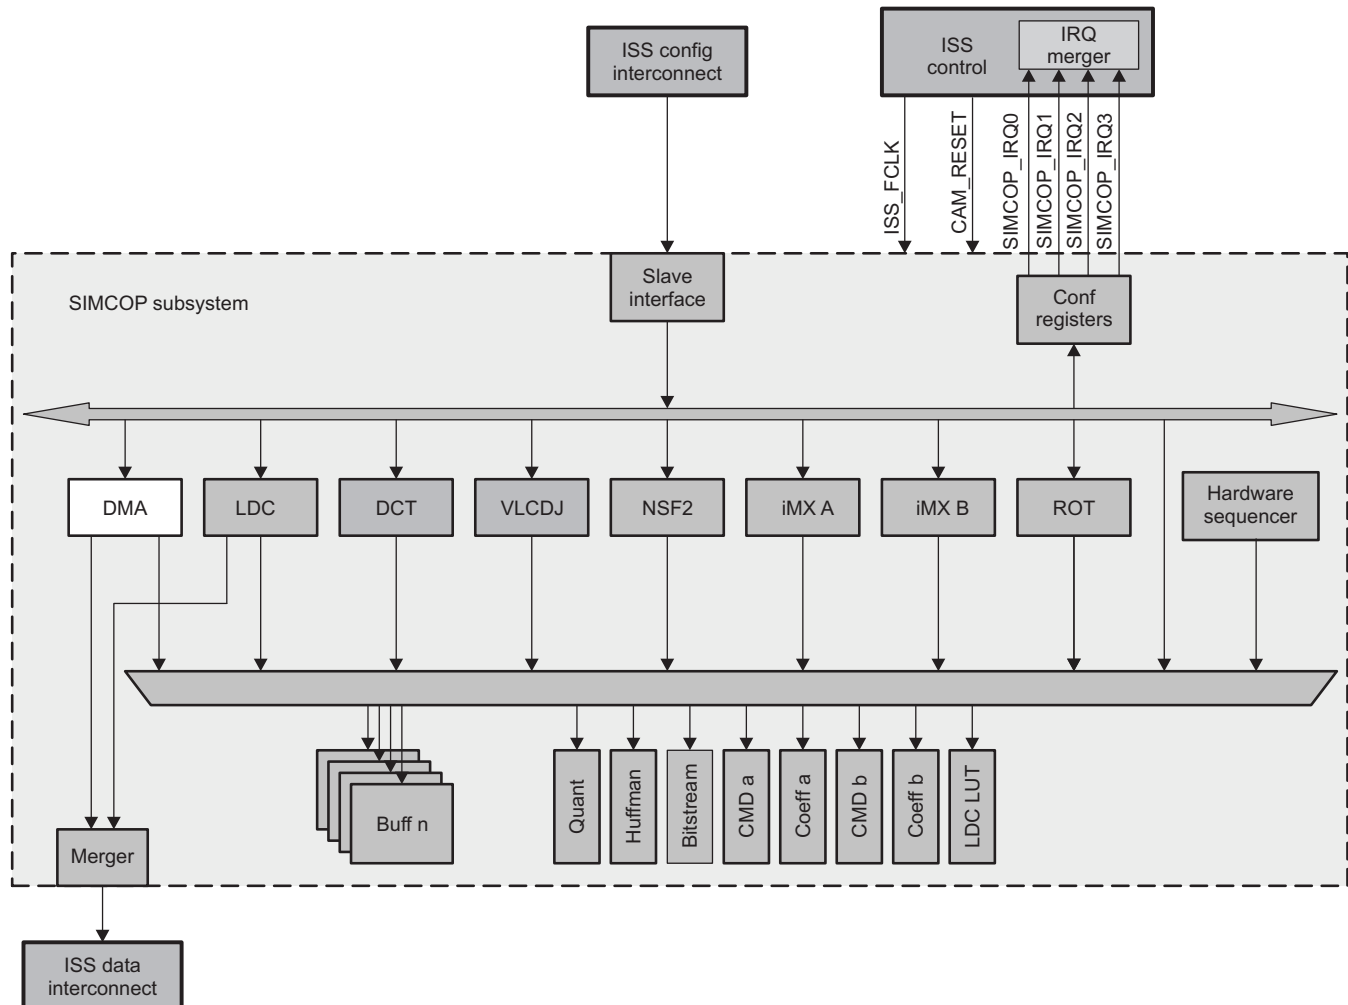 ISS config
interconnect
ISS
control
IRQ
merger
ISS_FCLK
CAM_RESET
SIMCOP_IRQ0
SIMCOP_IRQ1
SIMCOP_IRQ2
SIMCOP_IRQ3
SIMCOP subsystem
Slave
interface
Conf
registers
DMA
LDC
DCT
VLCDJ
NSF2
iMX A
iMX B
ROT
Hardware
sequencer
Buff n
Quant
Huffman
Bitstream
CMD a
Coeff a
CMD b
Coeff b
LDC LUT
Merger
ISS data
interconnect